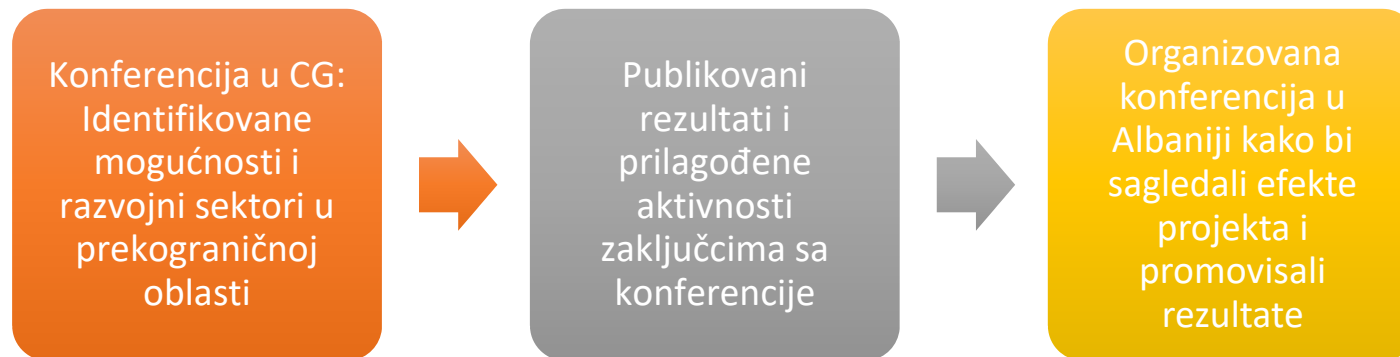 Konferencija u CG:
Identifikovane
mogućnosti i
razvojni sektori u
prekograničnoj
oblasti
Publikovani
rezultati i
prilagođene
aktivnosti
zaključcima sa
konferencije
Organizovana
konferencija u
Albaniji kako bi
sagledali efekte
projekta i
promovisali
rezultate